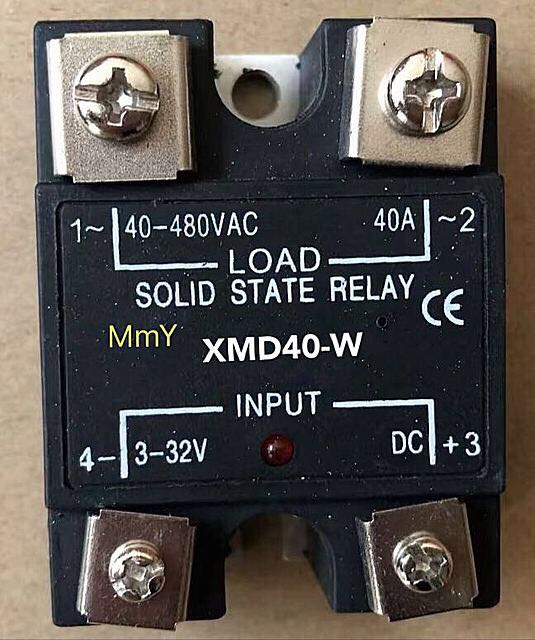 1~ 40-480VAC 40A ~2
LOAD
SOLID STATE RELAY
CE
MmY XMD40-W
INPUT
4- 3-32V DC +3